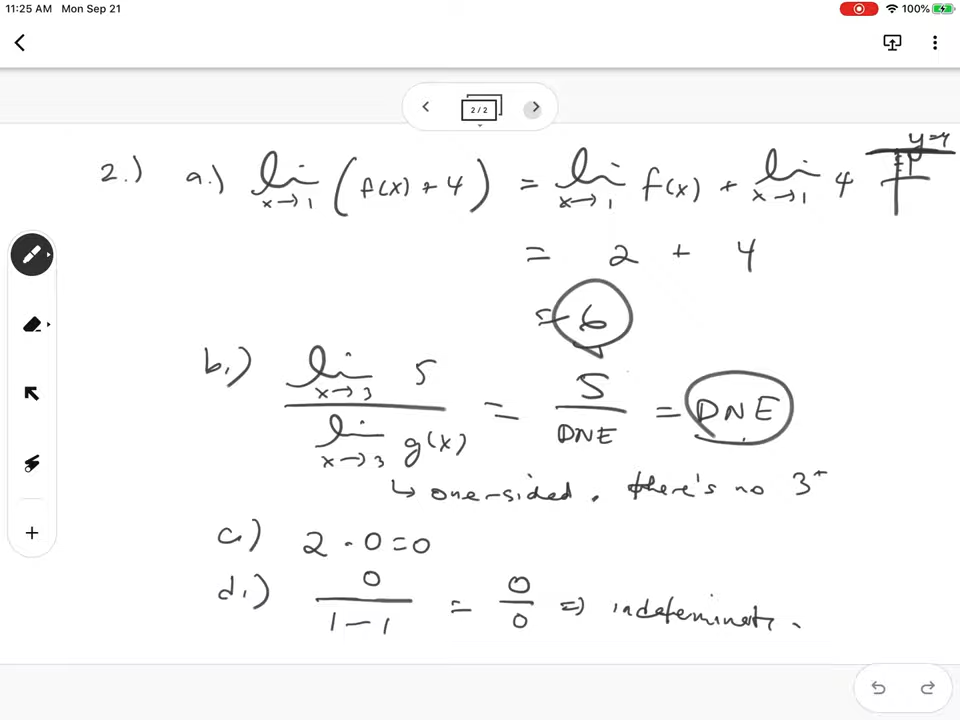 11:25 AM Mon Sep 21
100%
2 / 2
2.) a.) lim x→1 (f(x) + 4) = lim x→1 f(x) + lim x→1 4
y=4
= 2 + 4
= 6
b.) lim x→3 5 / lim x→3 g(x) = 5 / DNE = DNE
↳ one-sided. there's no 3⁺
c.) 2 · 0 = 0
d.) 0 / 1 − 1 = 0 / 0 ⇒ indeterminate.